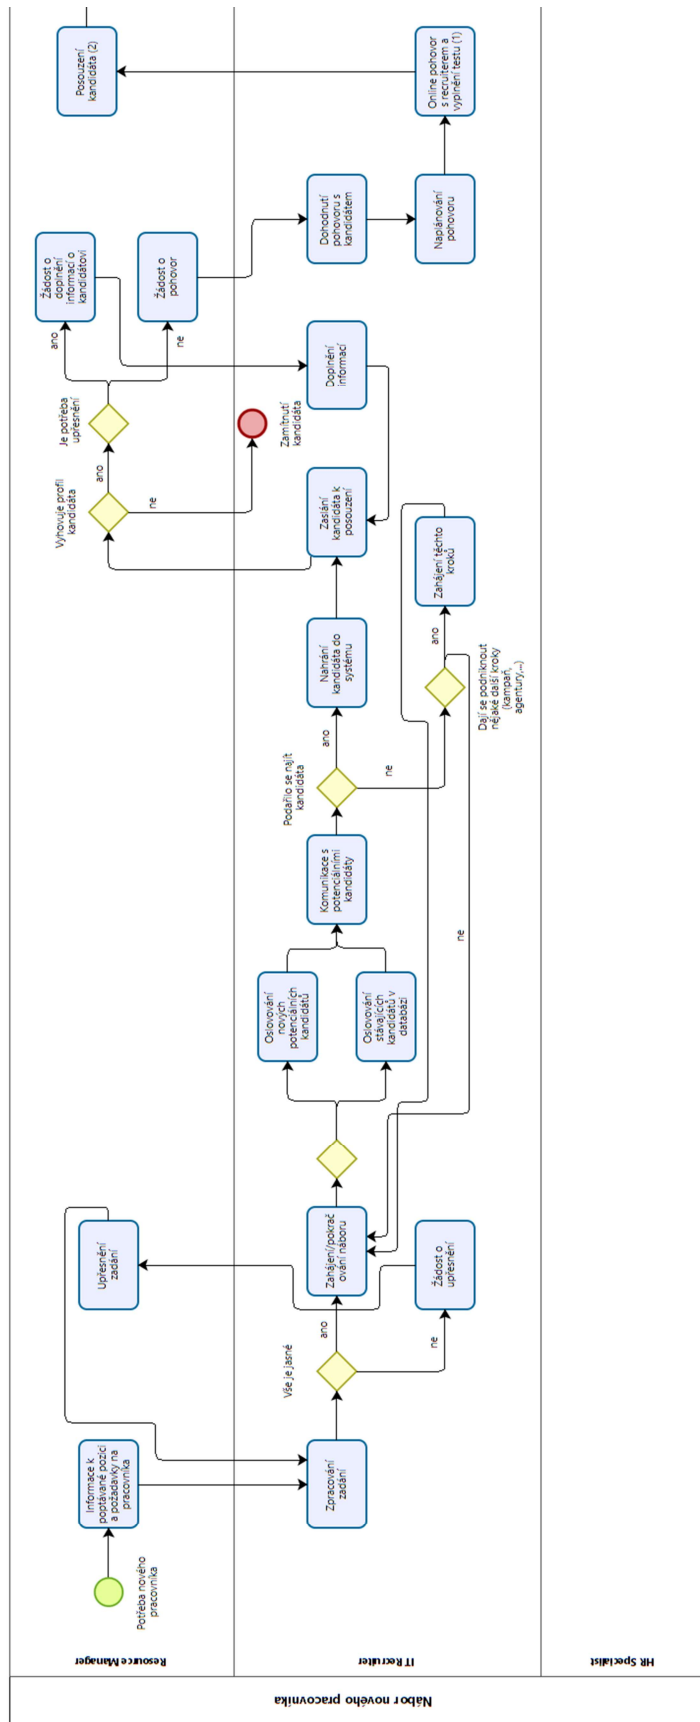 Nábor nového pracovníka
Resource Manager
IT Recruiter
HR Specialist
Potřeba nového
pracovníka
Informace k
poptávané pozici
a požadavky na
pracovníka
Zpracování
zadání
Vše je jasné
ano
ne
Žádost o
upřesnění
Upřesnění
zadání
Zahájení/pokrač
ování náboru
Oslovování
nových
potenciálních
kandidátů
Oslovování
stávajících
kandidátů v
databázi
Komunikace s
potenciálními
kandidáty
Podařilo se najít
kandidáta
ano
ne
Nahrání
kandidáta do
systému
Dají se podniknout
nějaké další kroky
(kampaň,
agentury,...)
ano
ne
Zahájení těchto
kroků
Zaslání
kandidáta k
posouzení
Vyhovuje profil
kandidáta
ano
ne
Zamítnutí
kandidáta
Je potřeba
upřesnění
ano
ne
Žádost o
doplnění
informací o
kandidátovi
Doplnění
informací
Žádost o
pohovor
Dohodnutí
pohovoru s
kandidátem
Naplánování
pohovoru
Online pohovor
s recruiterem a
vyplnění testu (1)
Posouzení
kandidáta (2)